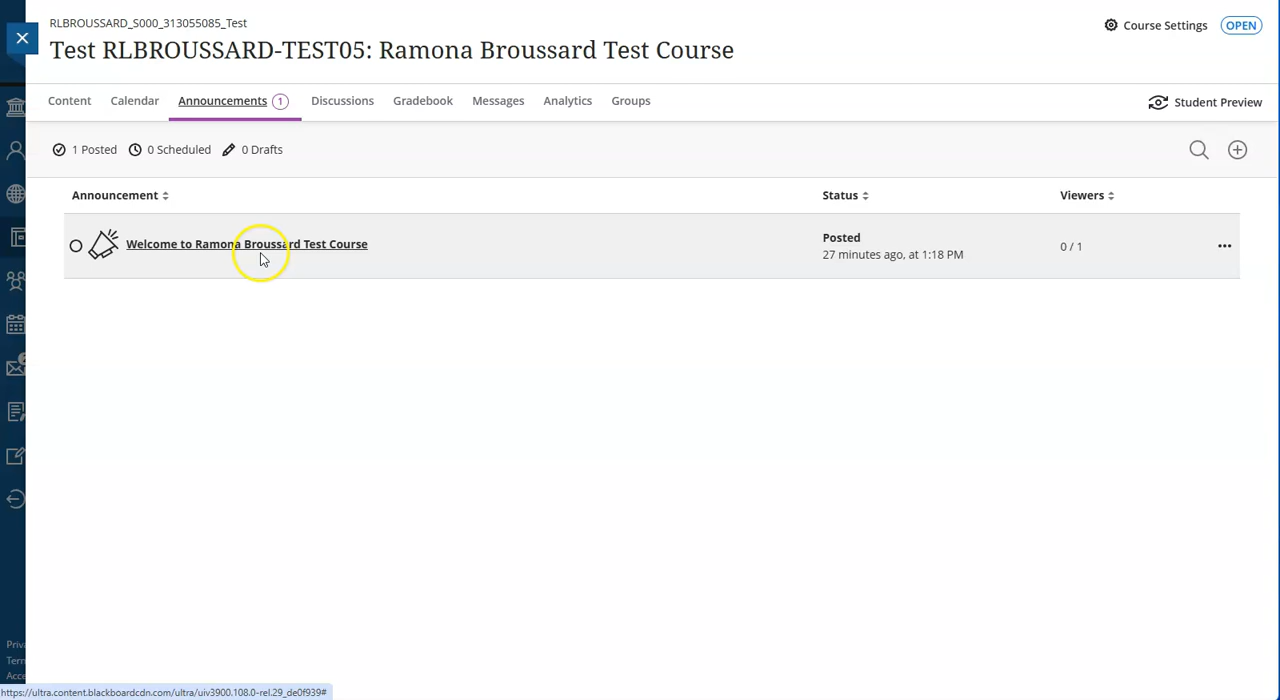 RLBROUSSARD_S000_313055085_Test
Course Settings
OPEN
Test RLBROUSSARD-TEST05: Ramona Broussard Test Course
Content
Calendar
Announcements 1
Discussions
Gradebook
Messages
Analytics
Groups
Student Preview
1 Posted
0 Scheduled
0 Drafts
Announcement
Status
Viewers
Welcome to Ramona Broussard Test Course
Posted
27 minutes ago, at 1:18 PM
0 / 1
Priva
Term
Acce
https://ultra.content.blackboardcdn.com/ultra/uiv3900.108.0-rel.29_de0f939#